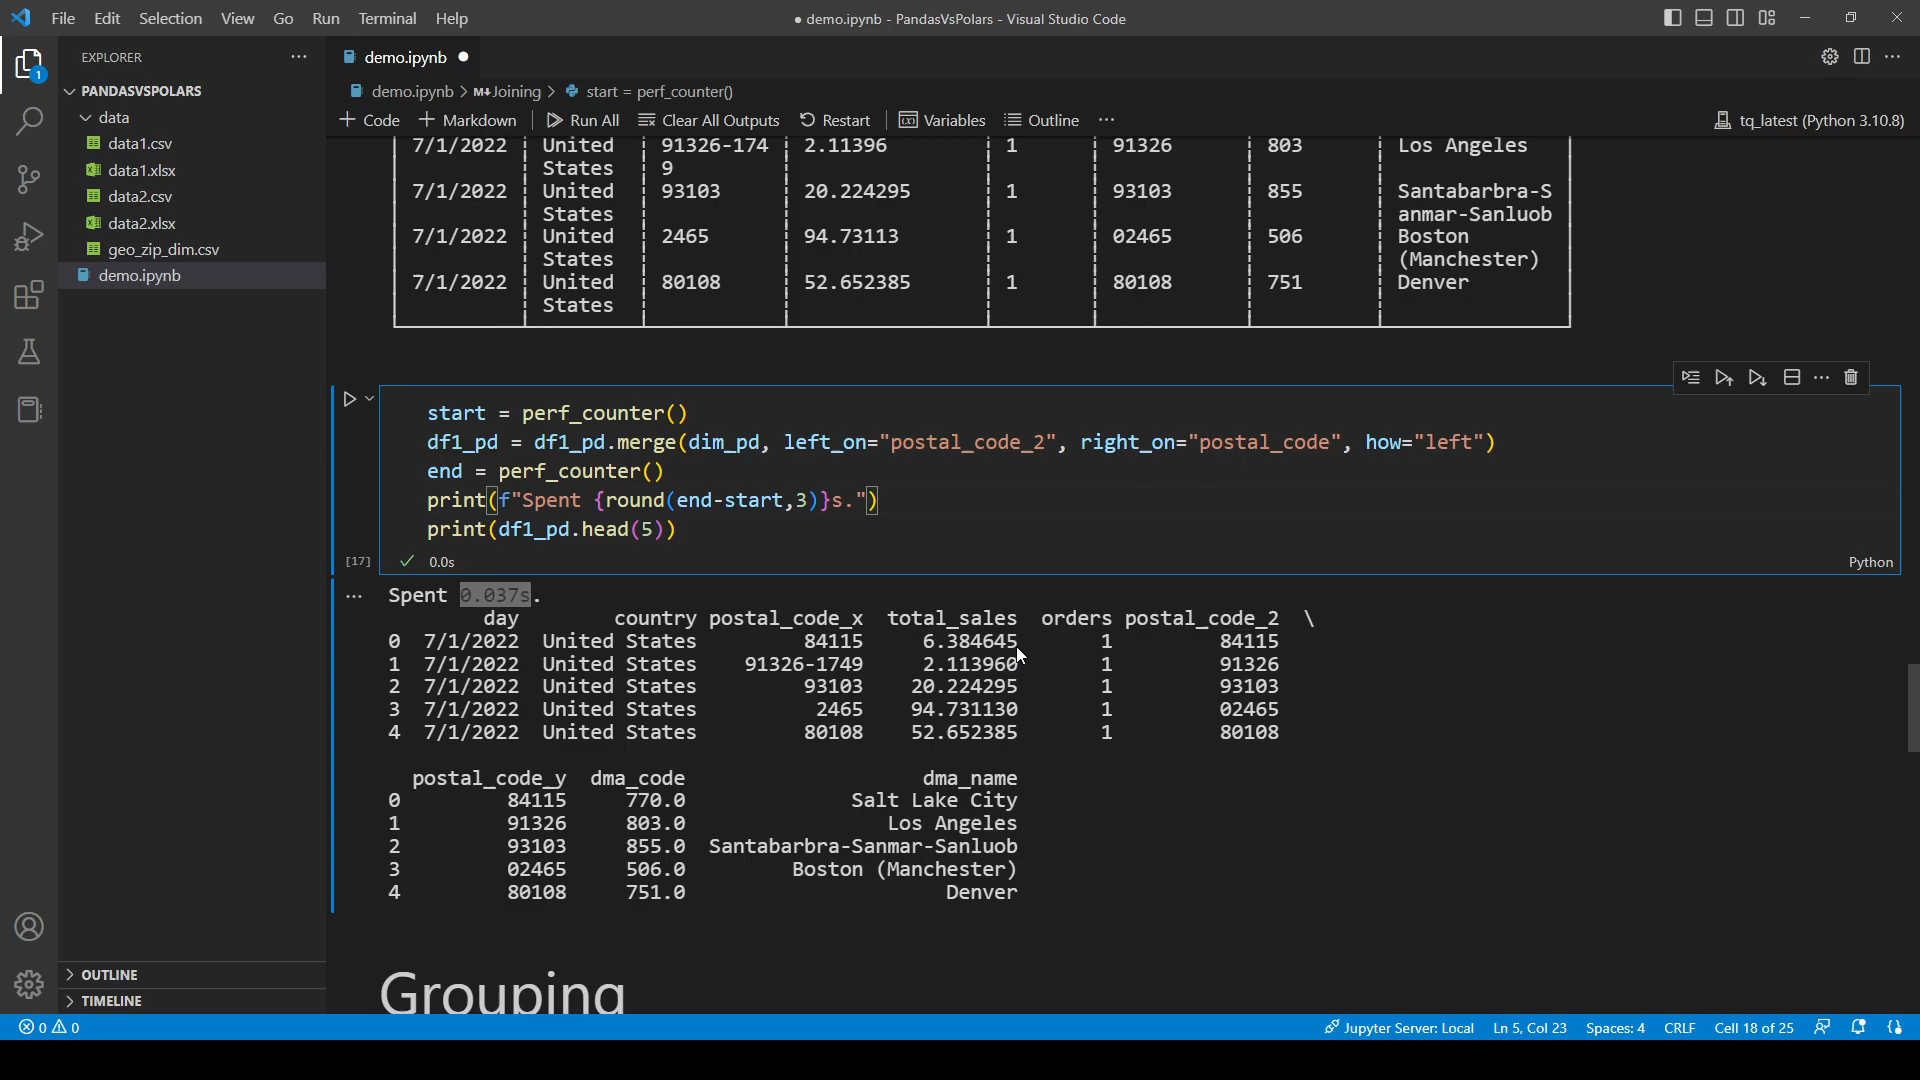 File Edit Selection View Go Run Terminal Help
● demo.ipynb - PandasVsPolars - Visual Studio Code
EXPLORER
PANDASVSPOLARS
data
data1.csv
data1.xlsx
data2.csv
data2.xlsx
geo_zip_dim.csv
demo.ipynb
OUTLINE
TIMELINE
1
demo.ipynb ●
demo.ipynb > M↓Joining > start = perf_counter()
+ Code + Markdown Run All Clear All Outputs Restart Variables Outline ···
tq_latest (Python 3.10.8)
7/1/2022 United 91326-174 2.11396 1 91326 803 Los Angeles
States 9
7/1/2022 United 93103 20.224295 1 93103 855 Santabarbra-S
States anmar-Sanluob
7/1/2022 United 2465 94.73113 1 02465 506 Boston
States (Manchester)
7/1/2022 United 80108 52.652385 1 80108 751 Denver
States
start = perf_counter()
df1_pd = df1_pd.merge(dim_pd, left_on="postal_code_2", right_on="postal_code", how="left")
end = perf_counter()
print(f"Spent {round(end-start,3)}s.")
print(df1_pd.head(5))
[17] 0.0s Python
Spent 0.037s.
day country postal_code_x total_sales orders postal_code_2 \
0 7/1/2022 United States 84115 6.384645 1 84115
1 7/1/2022 United States 91326-1749 2.113960 1 91326
2 7/1/2022 United States 93103 20.224295 1 93103
3 7/1/2022 United States 2465 94.731130 1 02465
4 7/1/2022 United States 80108 52.652385 1 80108
postal_code_y dma_code dma_name
0 84115 770.0 Salt Lake City
1 91326 803.0 Los Angeles
2 93103 855.0 Santabarbra-Sanmar-Sanluob
3 02465 506.0 Boston (Manchester)
4 80108 751.0 Denver
Grouping
0 0 Jupyter Server: Local Ln 5, Col 23 Spaces: 4 CRLF Cell 18 of 25